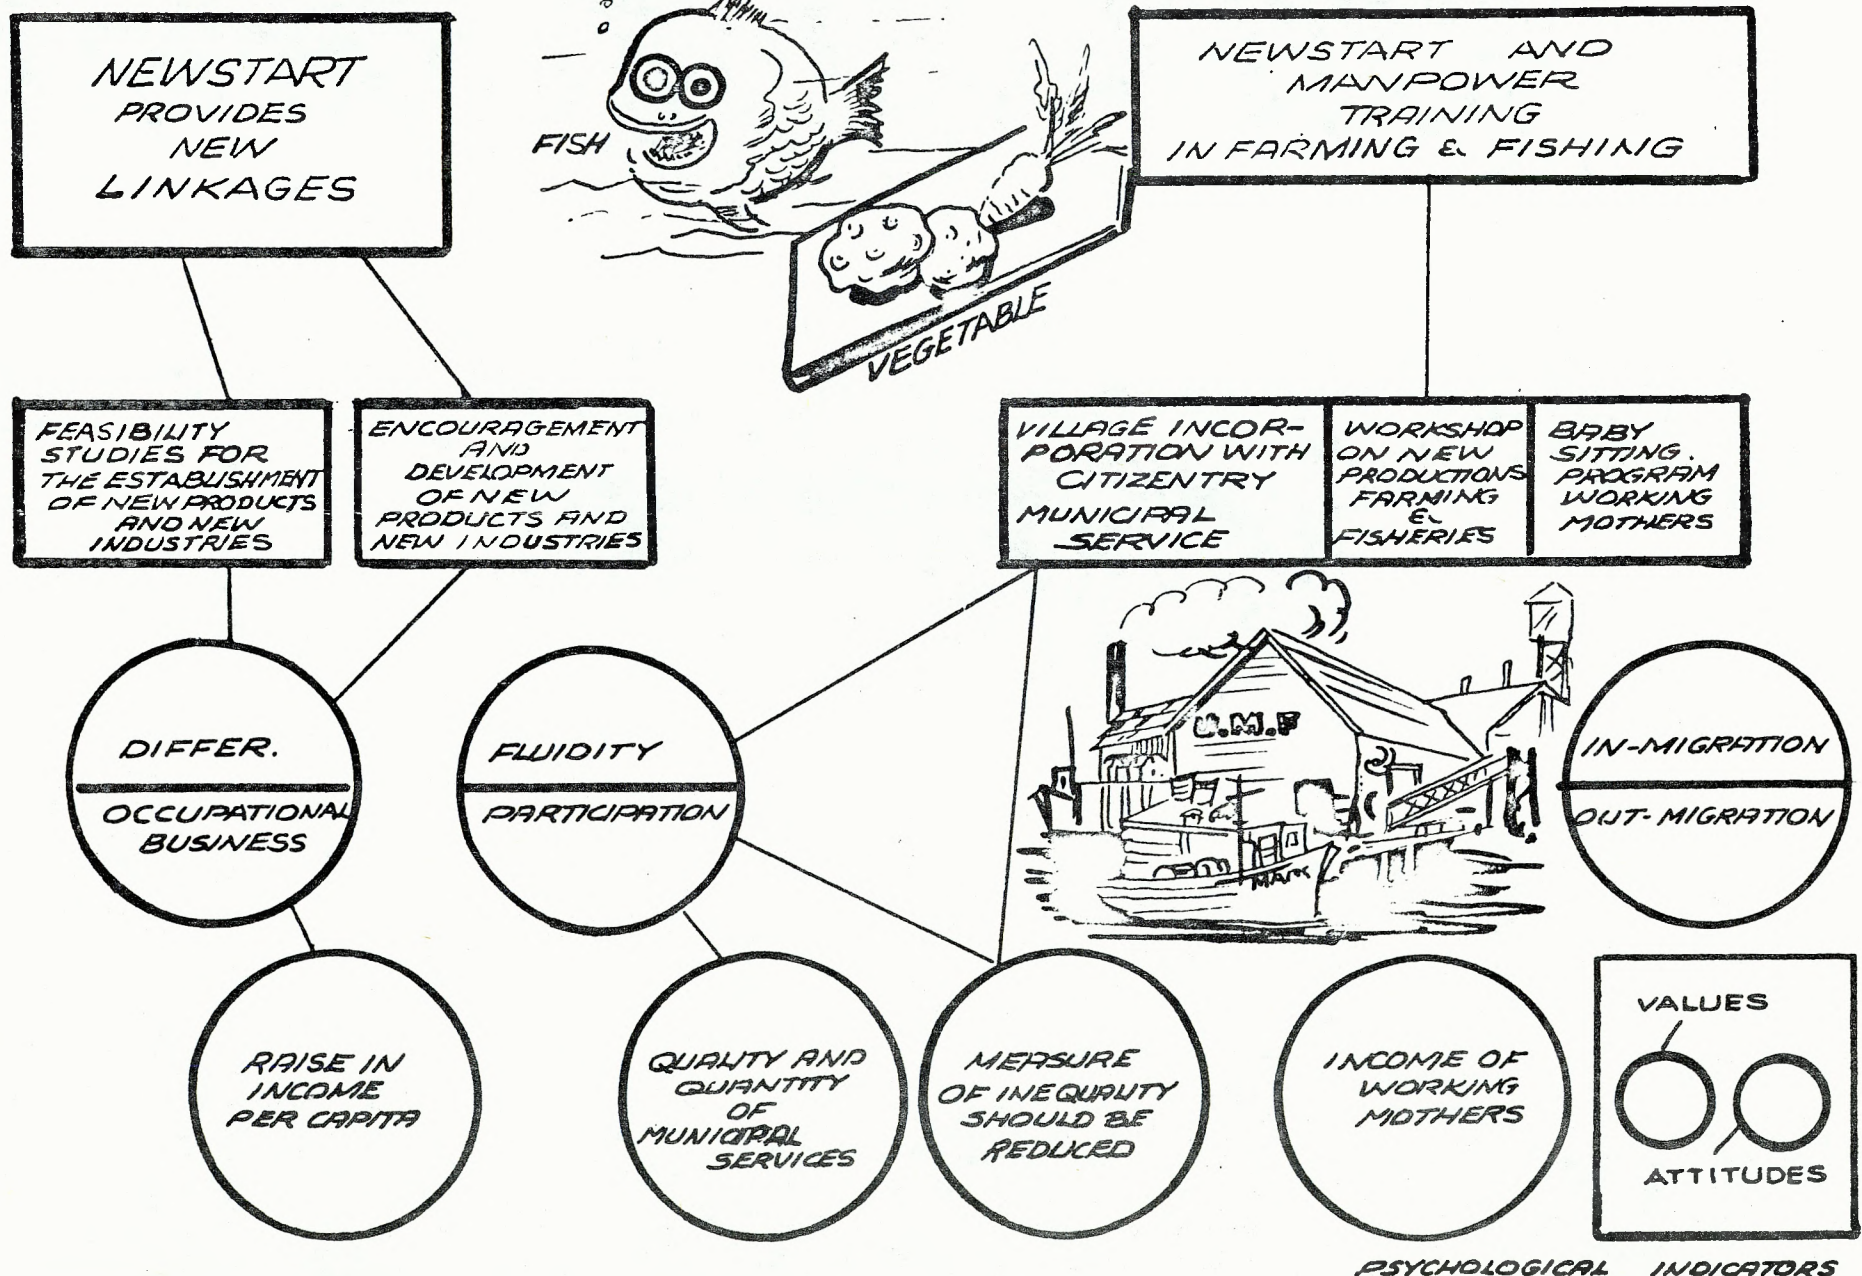 NEWSTART
PROVIDES
NEW
LINKAGES
FISH
VEGETABLE
NEWSTART AND
MANPOWER
TRAINING
IN FARMING & FISHING
FEASIBILITY
STUDIES FOR
THE ESTABLISHMENT
OF NEW PRODUCTS
AND NEW
INDUSTRIES
ENCOURAGEMENT
AND
DEVELOPMENT
OF NEW
PRODUCTS AND
NEW INDUSTRIES
VILLAGE INCOR-
PORATION WITH
CITIZENTRY
MUNICIPAL
SERVICE
WORKSHOP
ON NEW
PRODUCTIONS
FARMING
&
FISHERIES
BABY
SITTING.
PROGRAM
WORKING
MOTHERS
DIFFER.
OCCUPATIONAL
BUSINESS
FLUIDITY
PARTICIPATION
U.M.F
MARK
IN-MIGRATION
OUT-MIGRATION
RAISE IN
INCOME
PER CAPITA
QUALITY AND
QUANTITY
OF
MUNICIPAL
SERVICES
MEASURE
OF INEQUALITY
SHOULD BE
REDUCED
INCOME OF
WORKING
MOTHERS
VALUES
ATTITUDES
PSYCHOLOGICAL INDICATORS